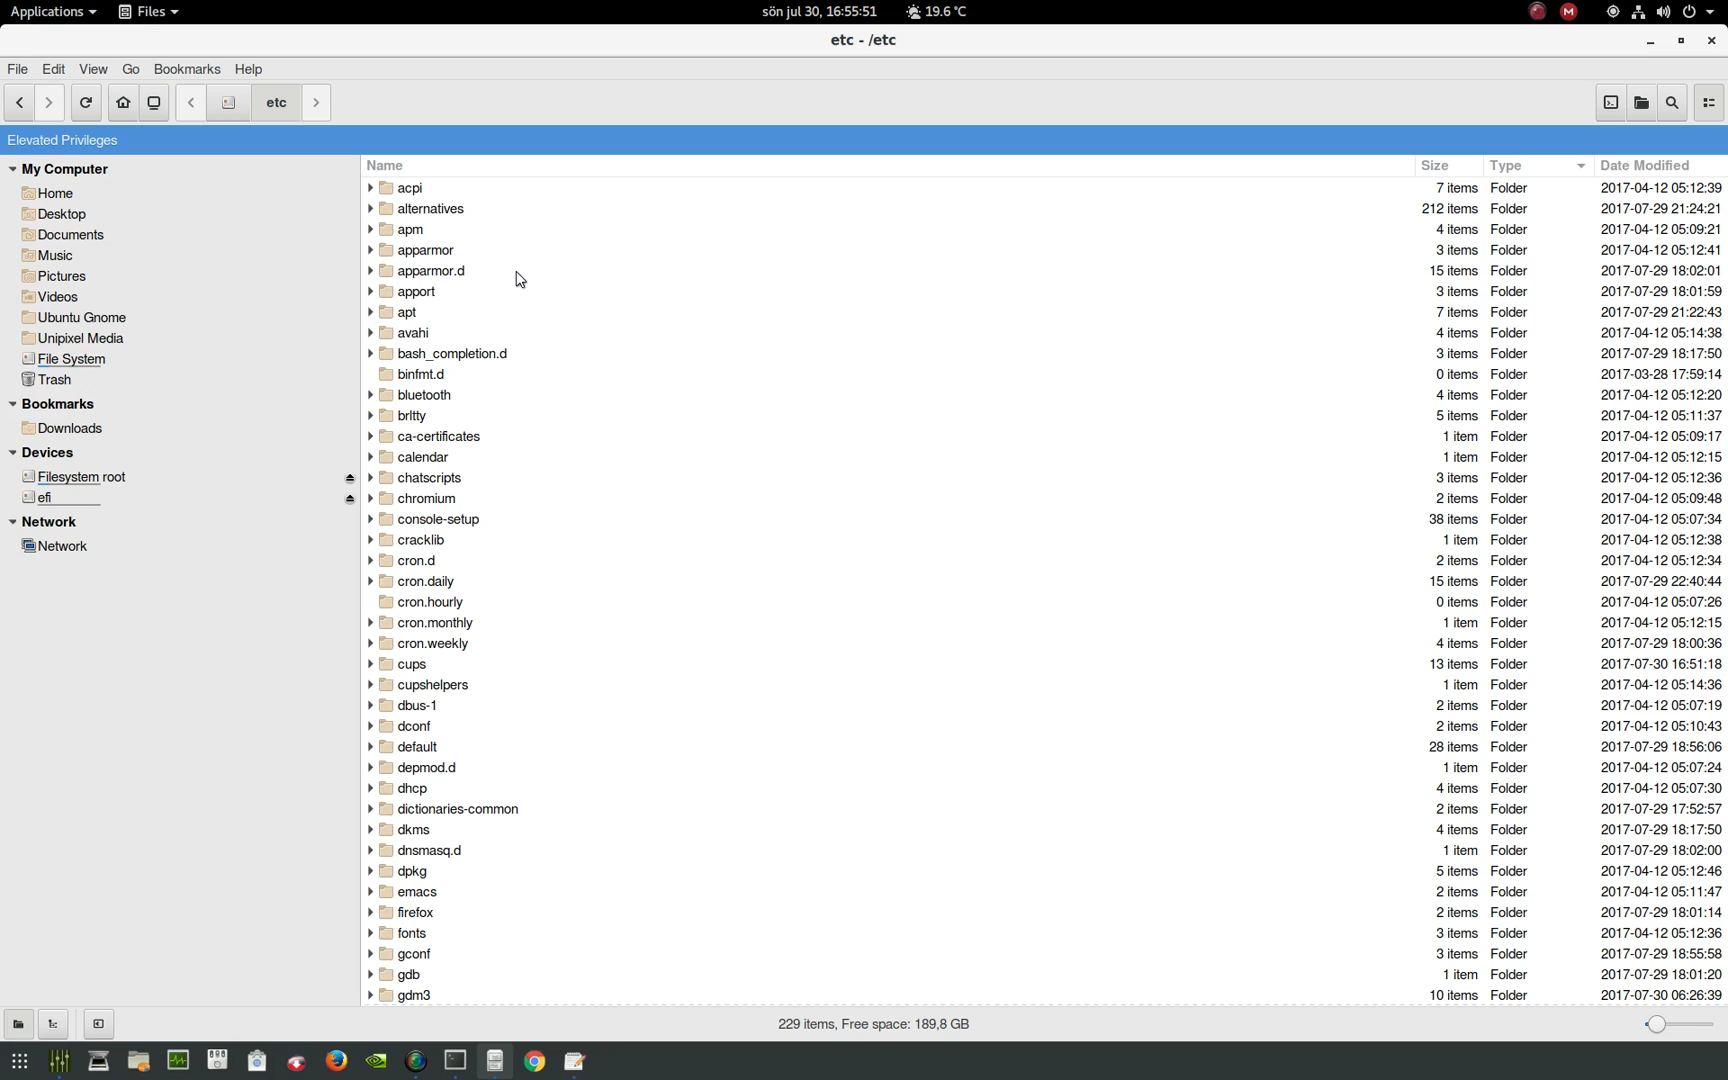 Applications Files sön jul 30, 16:55:51 19.6 °C
etc - /etc
File Edit View Go Bookmarks Help
etc
Elevated Privileges
My Computer
Home
Desktop
Documents
Music
Pictures
Videos
Ubuntu Gnome
Unipixel Media
File System
Trash
Bookmarks
Downloads
Devices
Filesystem root
efi
Network
Network
Name Size Type Date Modified
acpi 7 items Folder 2017-04-12 05:12:39
alternatives 212 items Folder 2017-07-29 21:24:21
apm 4 items Folder 2017-04-12 05:09:21
apparmor 3 items Folder 2017-04-12 05:12:41
apparmor.d 15 items Folder 2017-07-29 18:02:01
apport 3 items Folder 2017-07-29 18:01:59
apt 7 items Folder 2017-07-29 21:22:43
avahi 4 items Folder 2017-04-12 05:14:38
bash_completion.d 3 items Folder 2017-07-29 18:17:50
binfmt.d 0 items Folder 2017-03-28 17:59:14
bluetooth 4 items Folder 2017-04-12 05:12:20
brltty 5 items Folder 2017-04-12 05:11:37
ca-certificates 1 item Folder 2017-04-12 05:09:17
calendar 1 item Folder 2017-04-12 05:12:15
chatscripts 3 items Folder 2017-04-12 05:12:36
chromium 2 items Folder 2017-04-12 05:09:48
console-setup 38 items Folder 2017-04-12 05:07:34
cracklib 1 item Folder 2017-04-12 05:12:38
cron.d 2 items Folder 2017-04-12 05:12:34
cron.daily 15 items Folder 2017-07-29 22:40:44
cron.hourly 0 items Folder 2017-04-12 05:07:26
cron.monthly 1 item Folder 2017-04-12 05:12:15
cron.weekly 4 items Folder 2017-07-29 18:00:36
cups 13 items Folder 2017-07-30 16:51:18
cupshelpers 1 item Folder 2017-04-12 05:14:36
dbus-1 2 items Folder 2017-04-12 05:07:19
dconf 2 items Folder 2017-04-12 05:10:43
default 28 items Folder 2017-07-29 18:56:06
depmod.d 1 item Folder 2017-04-12 05:07:24
dhcp 4 items Folder 2017-04-12 05:07:30
dictionaries-common 2 items Folder 2017-07-29 17:52:57
dkms 4 items Folder 2017-07-29 18:17:50
dnsmasq.d 1 item Folder 2017-07-29 18:02:00
dpkg 5 items Folder 2017-04-12 05:12:46
emacs 2 items Folder 2017-04-12 05:11:47
firefox 2 items Folder 2017-07-29 18:01:14
fonts 3 items Folder 2017-04-12 05:12:36
gconf 3 items Folder 2017-07-29 18:55:58
gdb 1 item Folder 2017-07-29 18:01:20
gdm3 10 items Folder 2017-07-30 06:26:39
229 items, Free space: 189,8 GB